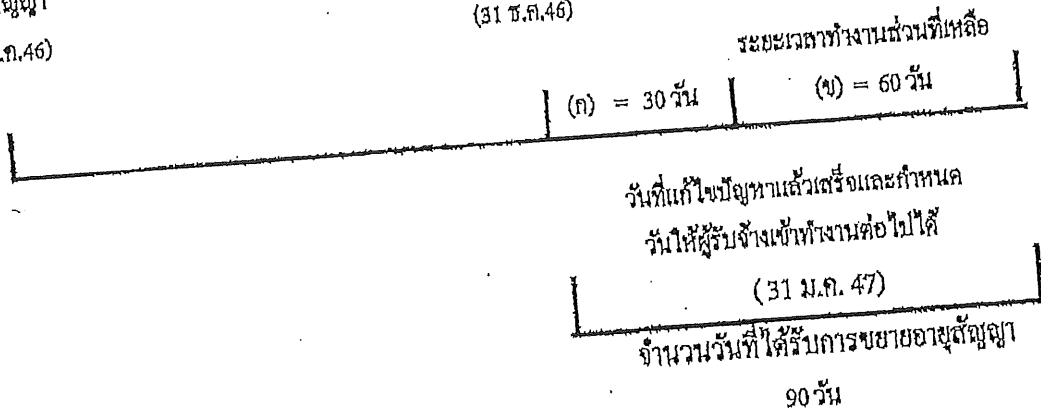 (31 ธ.ค.46)
.ค.46)
ระยะเวลาทำงานส่วนที่เหลือ
(ก) = 30 วัน
(ข) = 60 วัน
วันที่แก้ไขปัญหาแล้วเสร็จและกำหนด
วันให้ผู้รับจ้างเข้าทำงานต่อไปได้
(31 ม.ค. 47)
จำนวนวันที่ได้รับการขยายอายุสัญญา
90 วัน